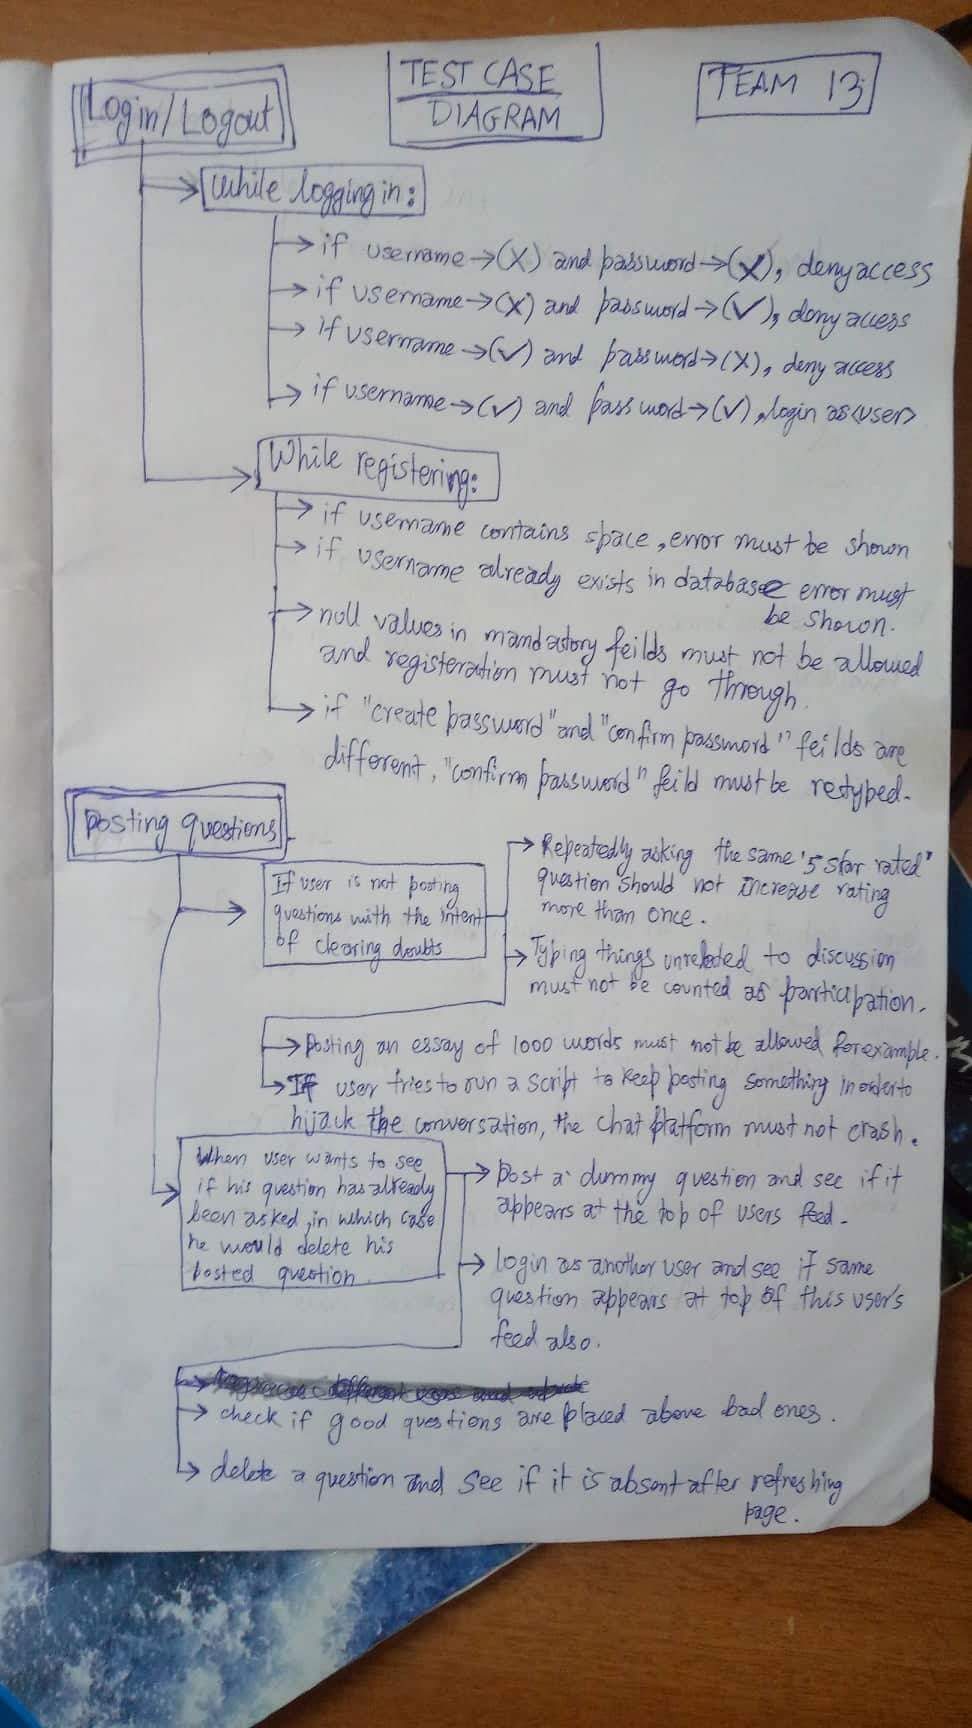 Login/Logout
TEST CASE
DIAGRAM
TEAM 13
While logging in:
→ if username→(X) and password→(X), deny access
→ if username→(X) and password→(✓), deny access
→ if username→(✓) and password→(X), deny access
→ if username→(✓) and password→(✓), login as <user>
While registering:
→ if username contains space, error must be shown
→ if username already exists in database error must
be shown.
→ null values in mandatory feilds must not be allowed
and registeration must not go through.
→ if "create password" and "confirm password" feilds are
different, "confirm password" feild must be retyped.
Posting questions
If user is not posting
questions with the intent
of clearing doubts
→ Repeatedly asking the same '5 star rated"
question should not increase rating
more than once.
→ Typing things unrelated to discussion
must not be counted as participation.
→ Posting an essay of 1000 words must not be allowed for example.
→ If user tries to run a script to keep posting something in order to
hijack the conversation, the chat platform must not crash.
When user wants to see
if his question has already
been asked, in which case
he would delete his
posted question.
→ post a dummy question and see if it
appears at the top of users feed.
→ login as another user and see if same
question appears at top of this user's
feed also.
→ check if good questions are placed above bad ones.
→ delete a question and see if it is absent after refreshing
page.